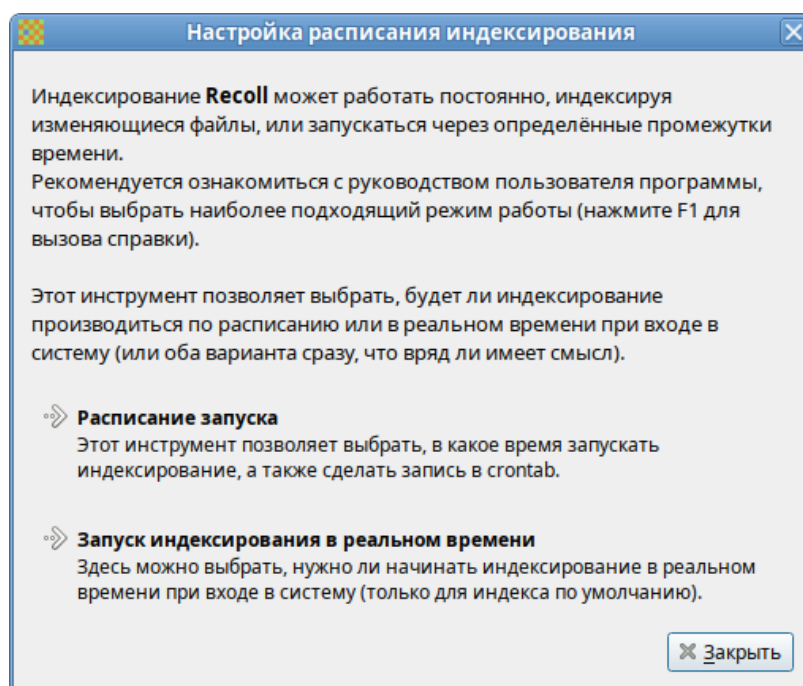 Настройка расписания индексирования
Индексирование Recoll может работать постоянно, индексируя
изменяющиеся файлы, или запускаться через определённые промежутки
времени.
Рекомендуется ознакомиться с руководством пользователя программы,
чтобы выбрать наиболее подходящий режим работы (нажмите F1 для
вызова справки).
Этот инструмент позволяет выбрать, будет ли индексирование
производиться по расписанию или в реальном времени при входе в
систему (или оба варианта сразу, что вряд ли имеет смысл).
Расписание запуска
Этот инструмент позволяет выбрать, в какое время запускать
индексирование, а также сделать запись в crontab.
Запуск индексирования в реальном времени
Здесь можно выбрать, нужно ли начинать индексирование в реальном
времени при входе в систему (только для индекса по умолчанию).
Закрыть